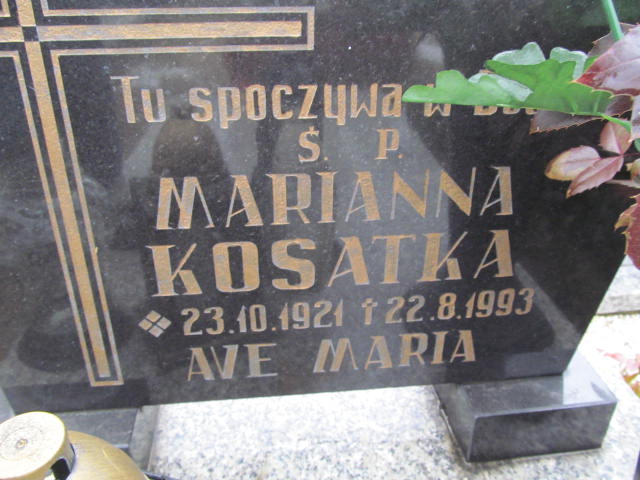 Tu spoczywa w
Ś. P.
MARIANNA
KOSATKA
23.10.1921 † 22.8.1993
AVE MARIA